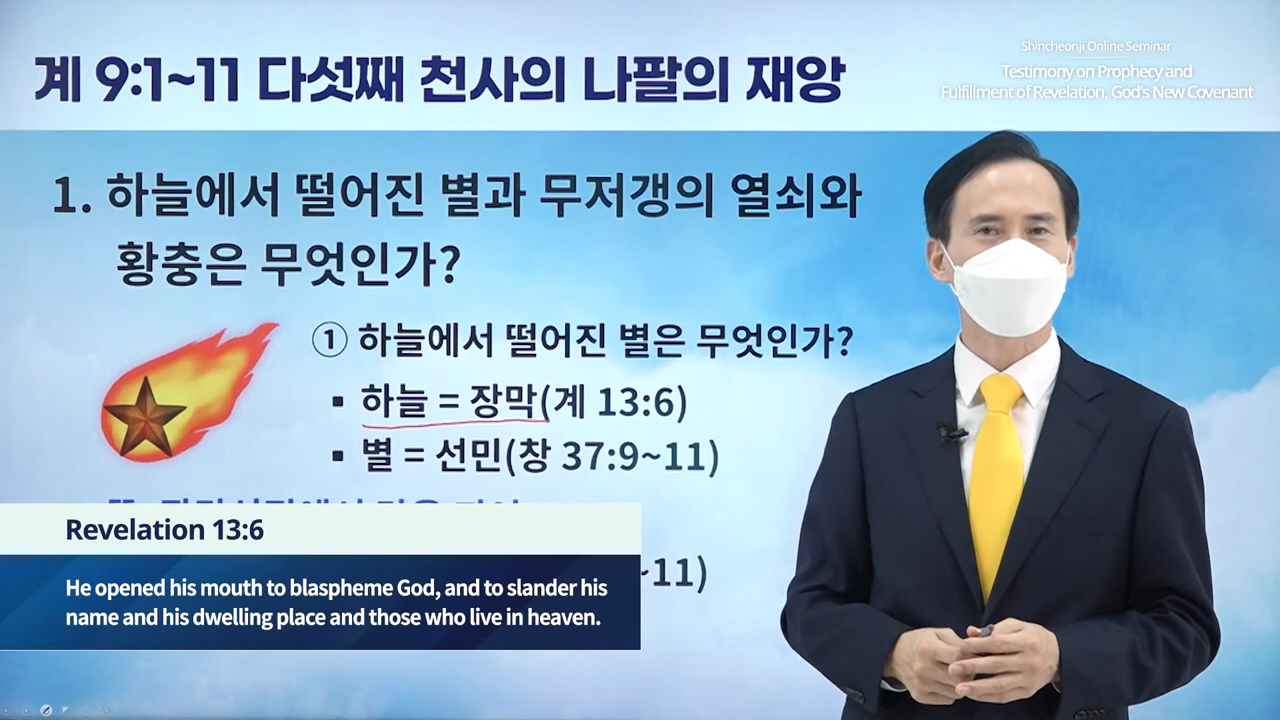 계 9:1~11 다섯째 천사의 나팔의 재앙
Shincheonji Online Seminar
Testimony on Prophecy and
Fulfillment of Revelation, God's New Covenant
1. 하늘에서 떨어진 별과 무저갱의 열쇠와
황충은 무엇인가?
① 하늘에서 떨어진 별은 무엇인가?
▪ 하늘 = 장막(계 13:6)
▪ 별 = 선민(창 37:9~11)
~11)
Revelation 13:6
He opened his mouth to blaspheme God, and to slander his
name and his dwelling place and those who live in heaven.